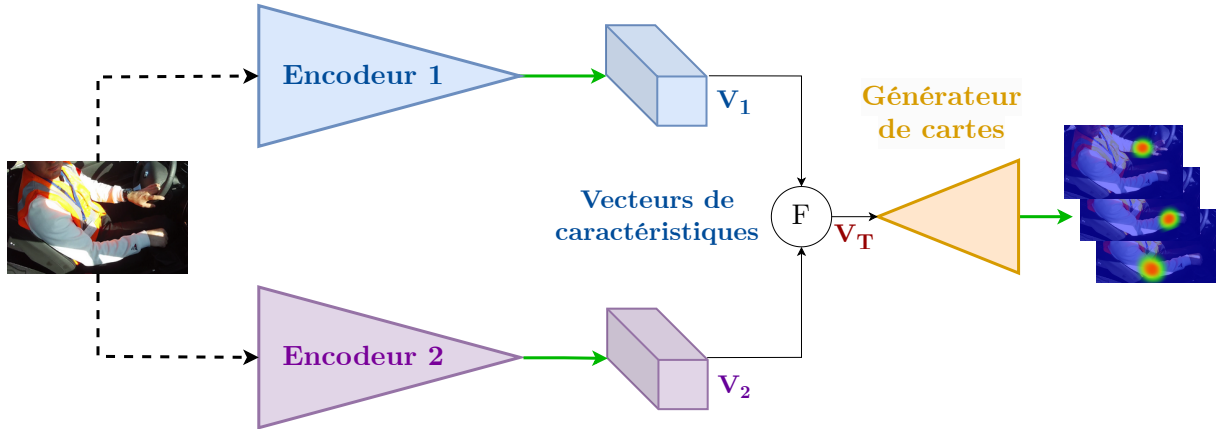 Encodeur 1
V1
Générateur
de cartes
Vecteurs de
caractéristiques
F
VT
Encodeur 2
V2